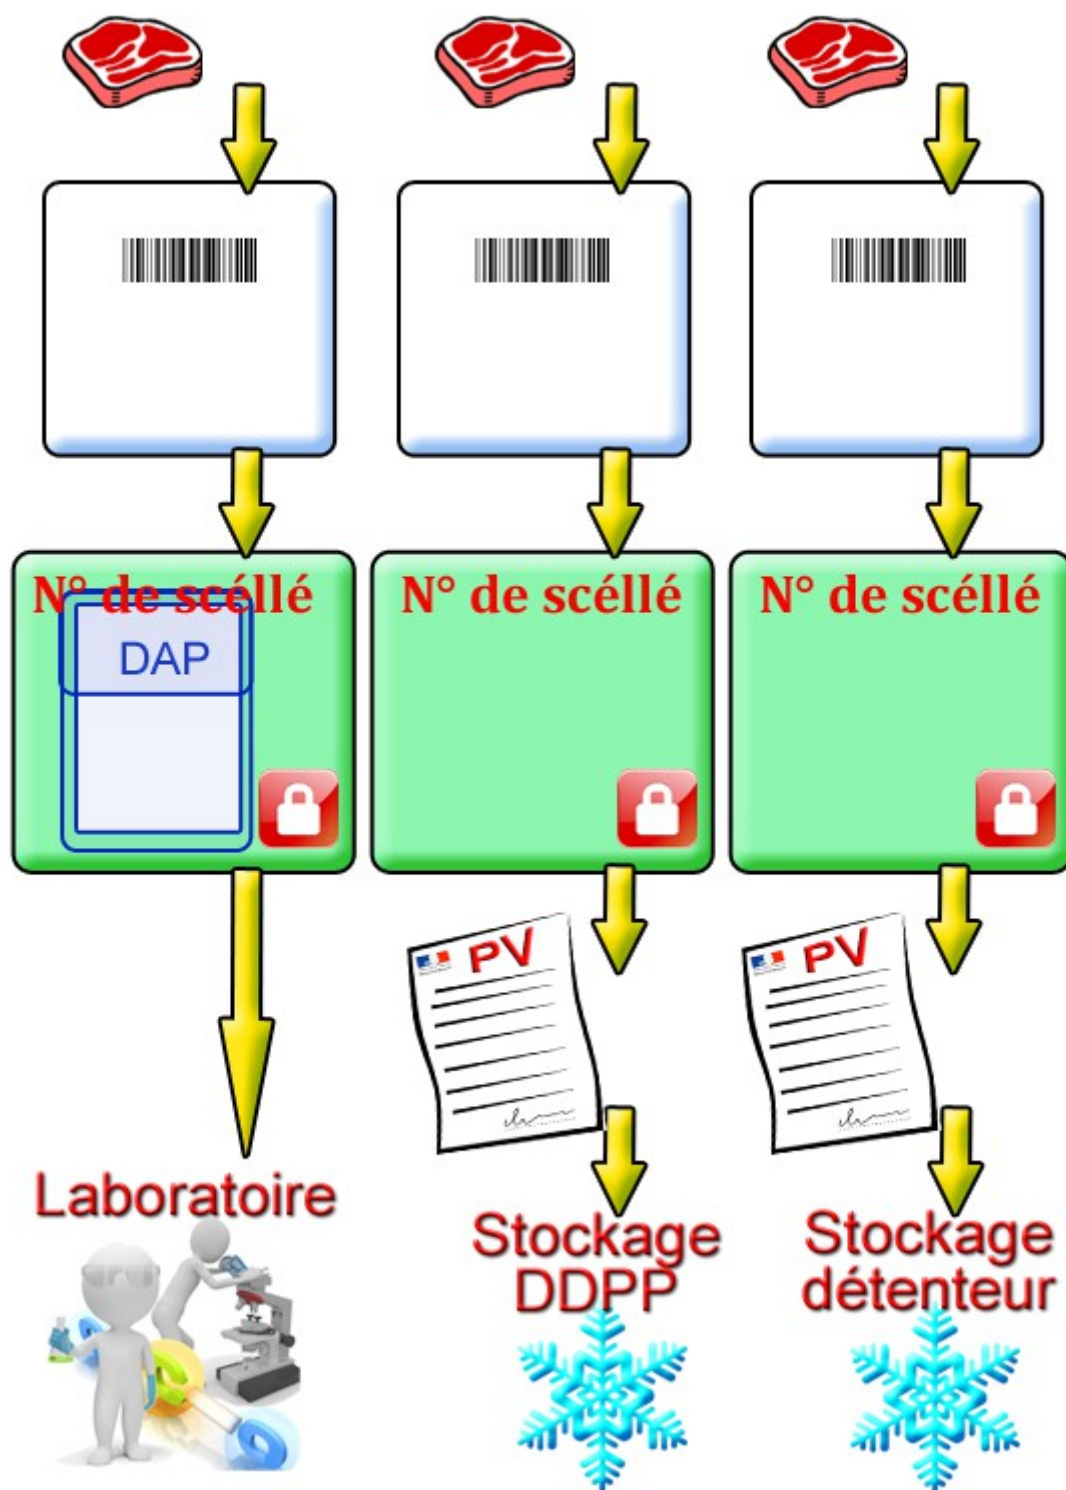 N° de scéllé
N° de scéllé
N° de scéllé
DAP
PV
PV
Laboratoire
Stockage
DDPP
Stockage
détenteur